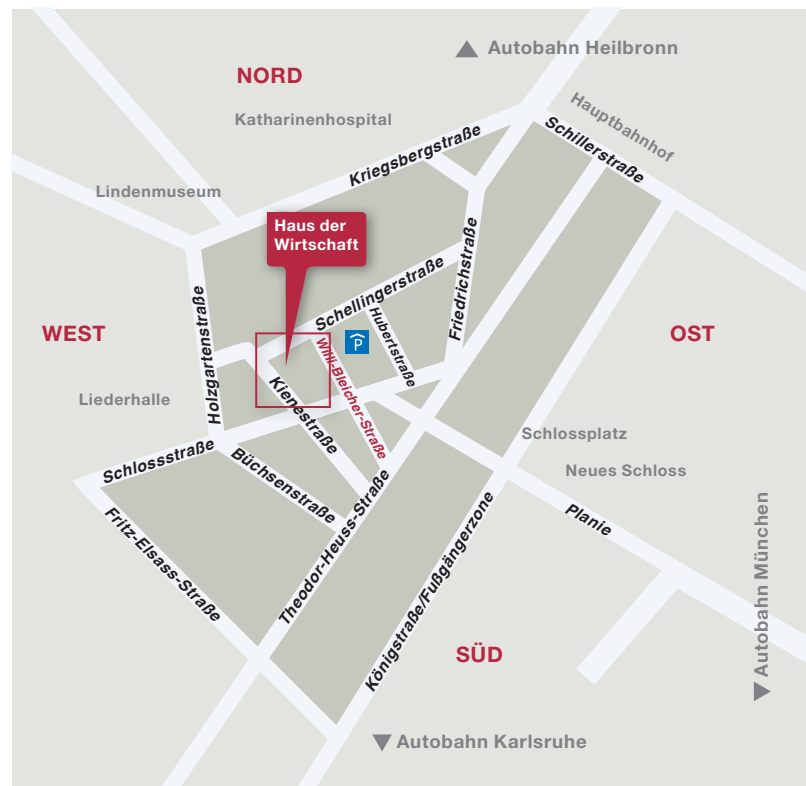 Autobahn Heilbronn
NORD
Hauptbahnhof
Katharinenhospital
Schillerstraße
Kriegsbergstraße
Lindenmuseum
Haus der
Wirtschaft
Schellingerstraße
Friedrichstraße
Hubertstraße
Holzgartenstraße
WEST
P
OST
Willi-Bleicher-Straße
Liederhalle
Kienestraße
Schlossplatz
Schlossstraße
Büchsenstraße
Neues Schloss
Fritz-Elsass-Straße
Theodor-Heuss-Straße
Planie
Königstraße/Fußgängerzone
Autobahn München
SÜD
Autobahn Karlsruhe